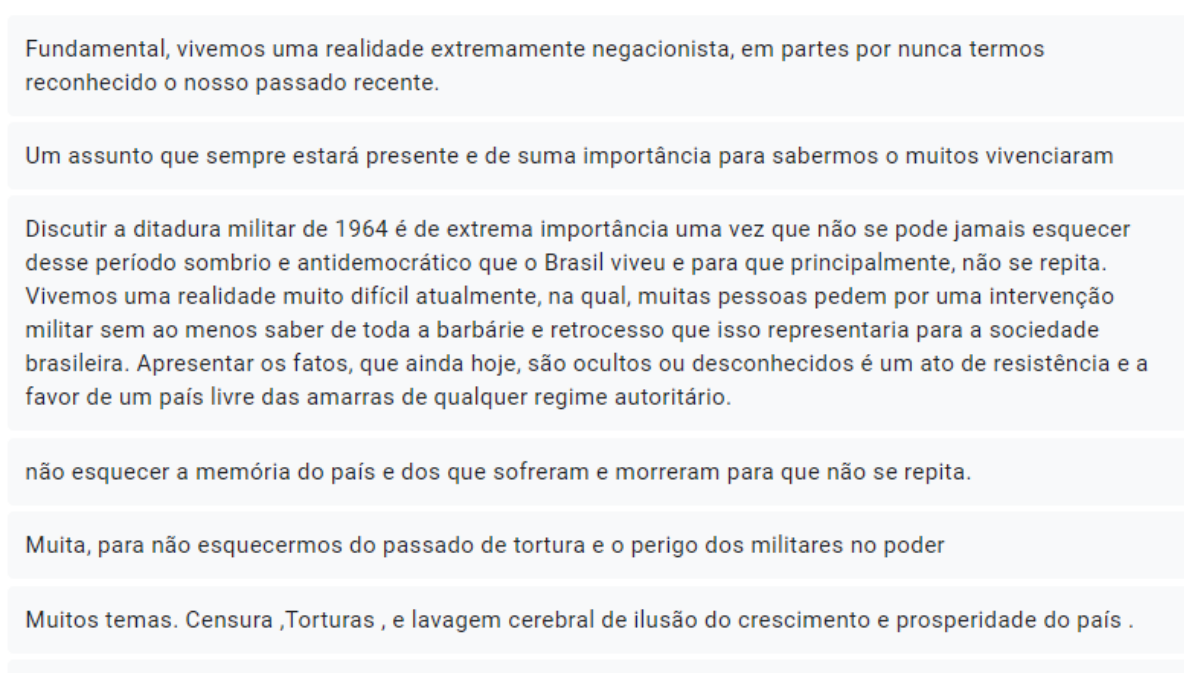 Fundamental, vivemos uma realidade extremamente negacionista, em partes por nunca termos
reconhecido o nosso passado recente.
Um assunto que sempre estará presente e de suma importância para sabermos o muitos vivenciaram
Discutir a ditadura militar de 1964 é de extrema importância uma vez que não se pode jamais esquecer
desse período sombrio e antidemocrático que o Brasil viveu e para que principalmente, não se repita.
Vivemos uma realidade muito difícil atualmente, na qual, muitas pessoas pedem por uma intervenção
militar sem ao menos saber de toda a barbárie e retrocesso que isso representaria para a sociedade
brasileira. Apresentar os fatos, que ainda hoje, são ocultos ou desconhecidos é um ato de resistência e a
favor de um país livre das amarras de qualquer regime autoritário.
não esquecer a memória do país e dos que sofreram e morreram para que não se repita.
Muita, para não esquecermos do passado de tortura e o perigo dos militares no poder
Muitos temas. Censura ,Torturas , e lavagem cerebral de ilusão do crescimento e prosperidade do país .